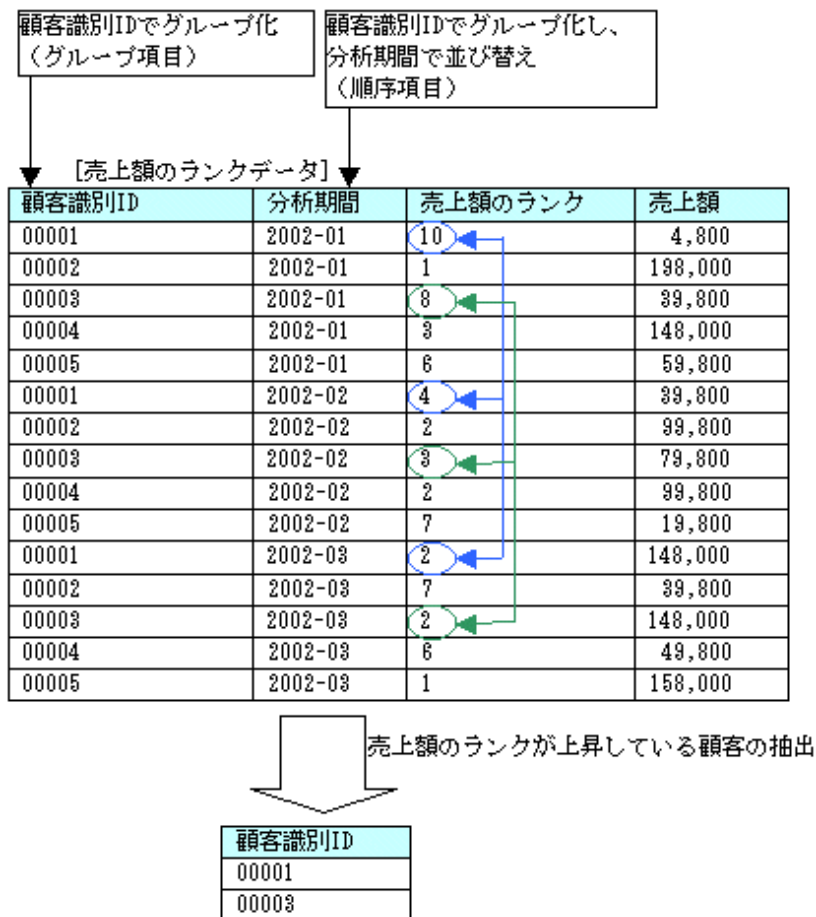 顧客識別IDでグループ化
（グループ項目）
顧客識別IDでグループ化し、
分析期間で並び替え
（順序項目）
[売上額のランクデータ]
顧客識別ID 分析期間 売上額のランク 売上額
00001 2002-01 10 4,800
00002 2002-01 1 198,000
00003 2002-01 8 39,800
00004 2002-01 3 148,000
00005 2002-01 6 59,800
00001 2002-02 4 39,800
00002 2002-02 2 99,800
00003 2002-02 3 79,800
00004 2002-02 2 99,800
00005 2002-02 7 19,800
00001 2002-03 2 148,000
00002 2002-03 7 39,800
00003 2002-03 2 148,000
00004 2002-03 6 49,800
00005 2002-03 1 158,000
売上額のランクが上昇している顧客の抽出
顧客識別ID
00001
00003